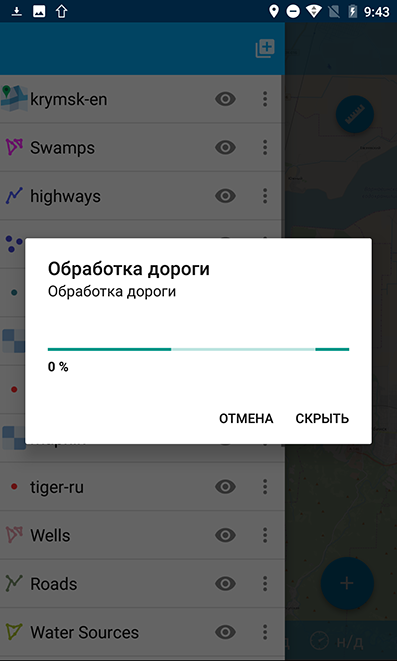 9:43
krymsk-en
Swamps
highways
Обработка дороги
Обработка дороги
0 %
ОТМЕНА
СКРЫТЬ
tiger-ru
Wells
Roads
Water Sources
н/д